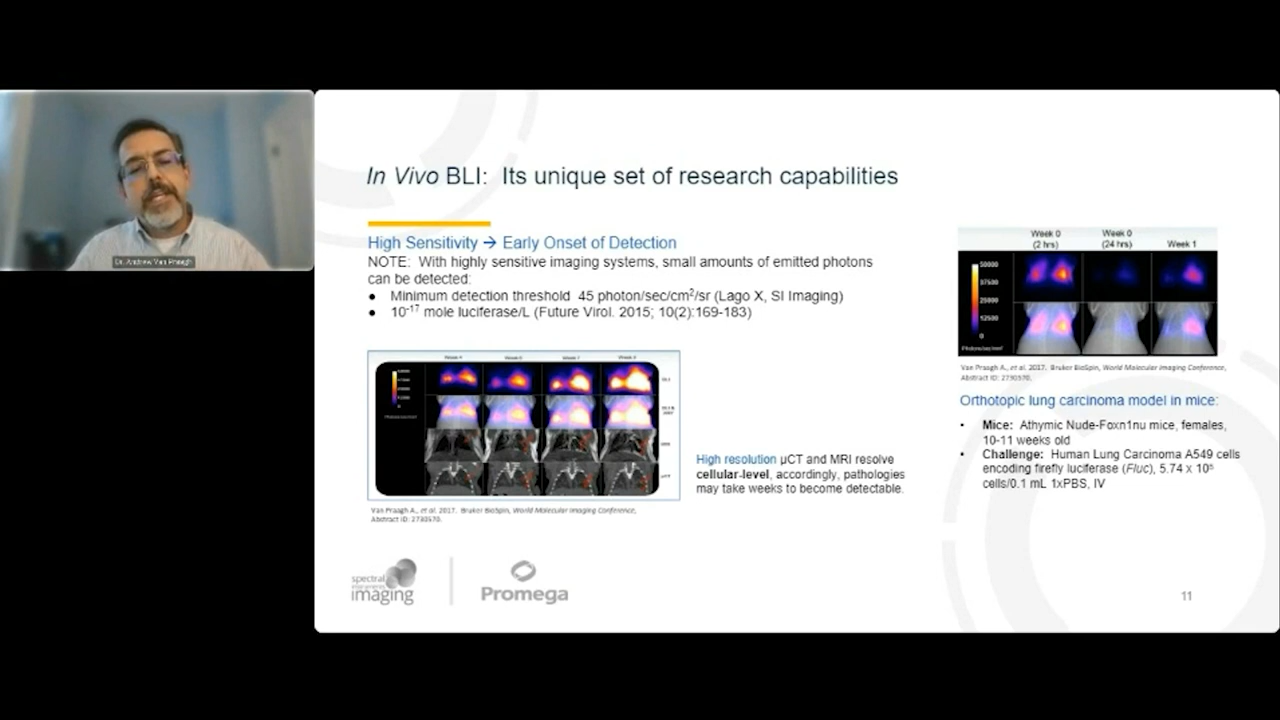 Dr. Andrew Van Praagh
In Vivo BLI: Its unique set of research capabilities
High Sensitivity → Early Onset of Detection
NOTE: With highly sensitive imaging systems, small amounts of emitted photons
can be detected:
● Minimum detection threshold 45 photon/sec/cm²/sr (Lago X, SI Imaging)
● 10⁻¹⁷ mole luciferase/L (Future Virol. 2015; 10(2):169-183)
High resolution µCT and MRI resolve
cellular-level, accordingly, pathologies
may take weeks to become detectable.
Van Praagh A., et al. 2017. Bruker BioSpin, World Molecular Imaging Conference,
Abstract ID: 2730570.
Week 0 (2 hrs)
Week 0 (24 hrs)
Week 1
50000
37500
25000
12500
0
Van Praagh A., et al. 2017. Bruker BioSpin, World Molecular Imaging Conference,
Abstract ID: 2730570.
Orthotopic lung carcinoma model in mice:
• Mice: Athymic Nude-Foxn1nu mice, females,
10-11 weeks old
• Challenge: Human Lung Carcinoma A549 cells
encoding firefly luciferase (Fluc), 5.74 x 10⁵
cells/0.1 mL 1xPBS, IV
spectral
imaging
Promega
11